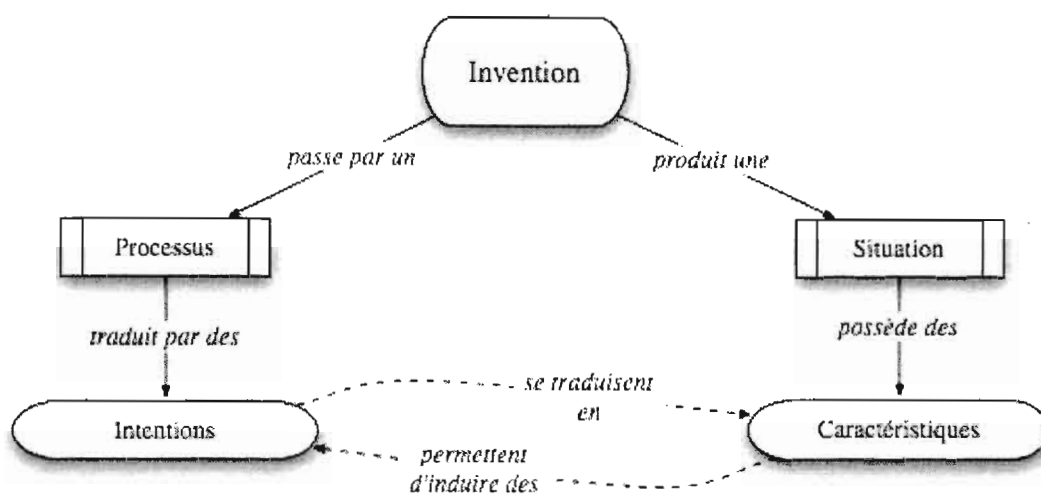 Invention
passe par un
produit une
Processus
Situation
traduit par des
possède des
se traduisent
en
Intentions
Caractéristiques
permettent
d'induire des